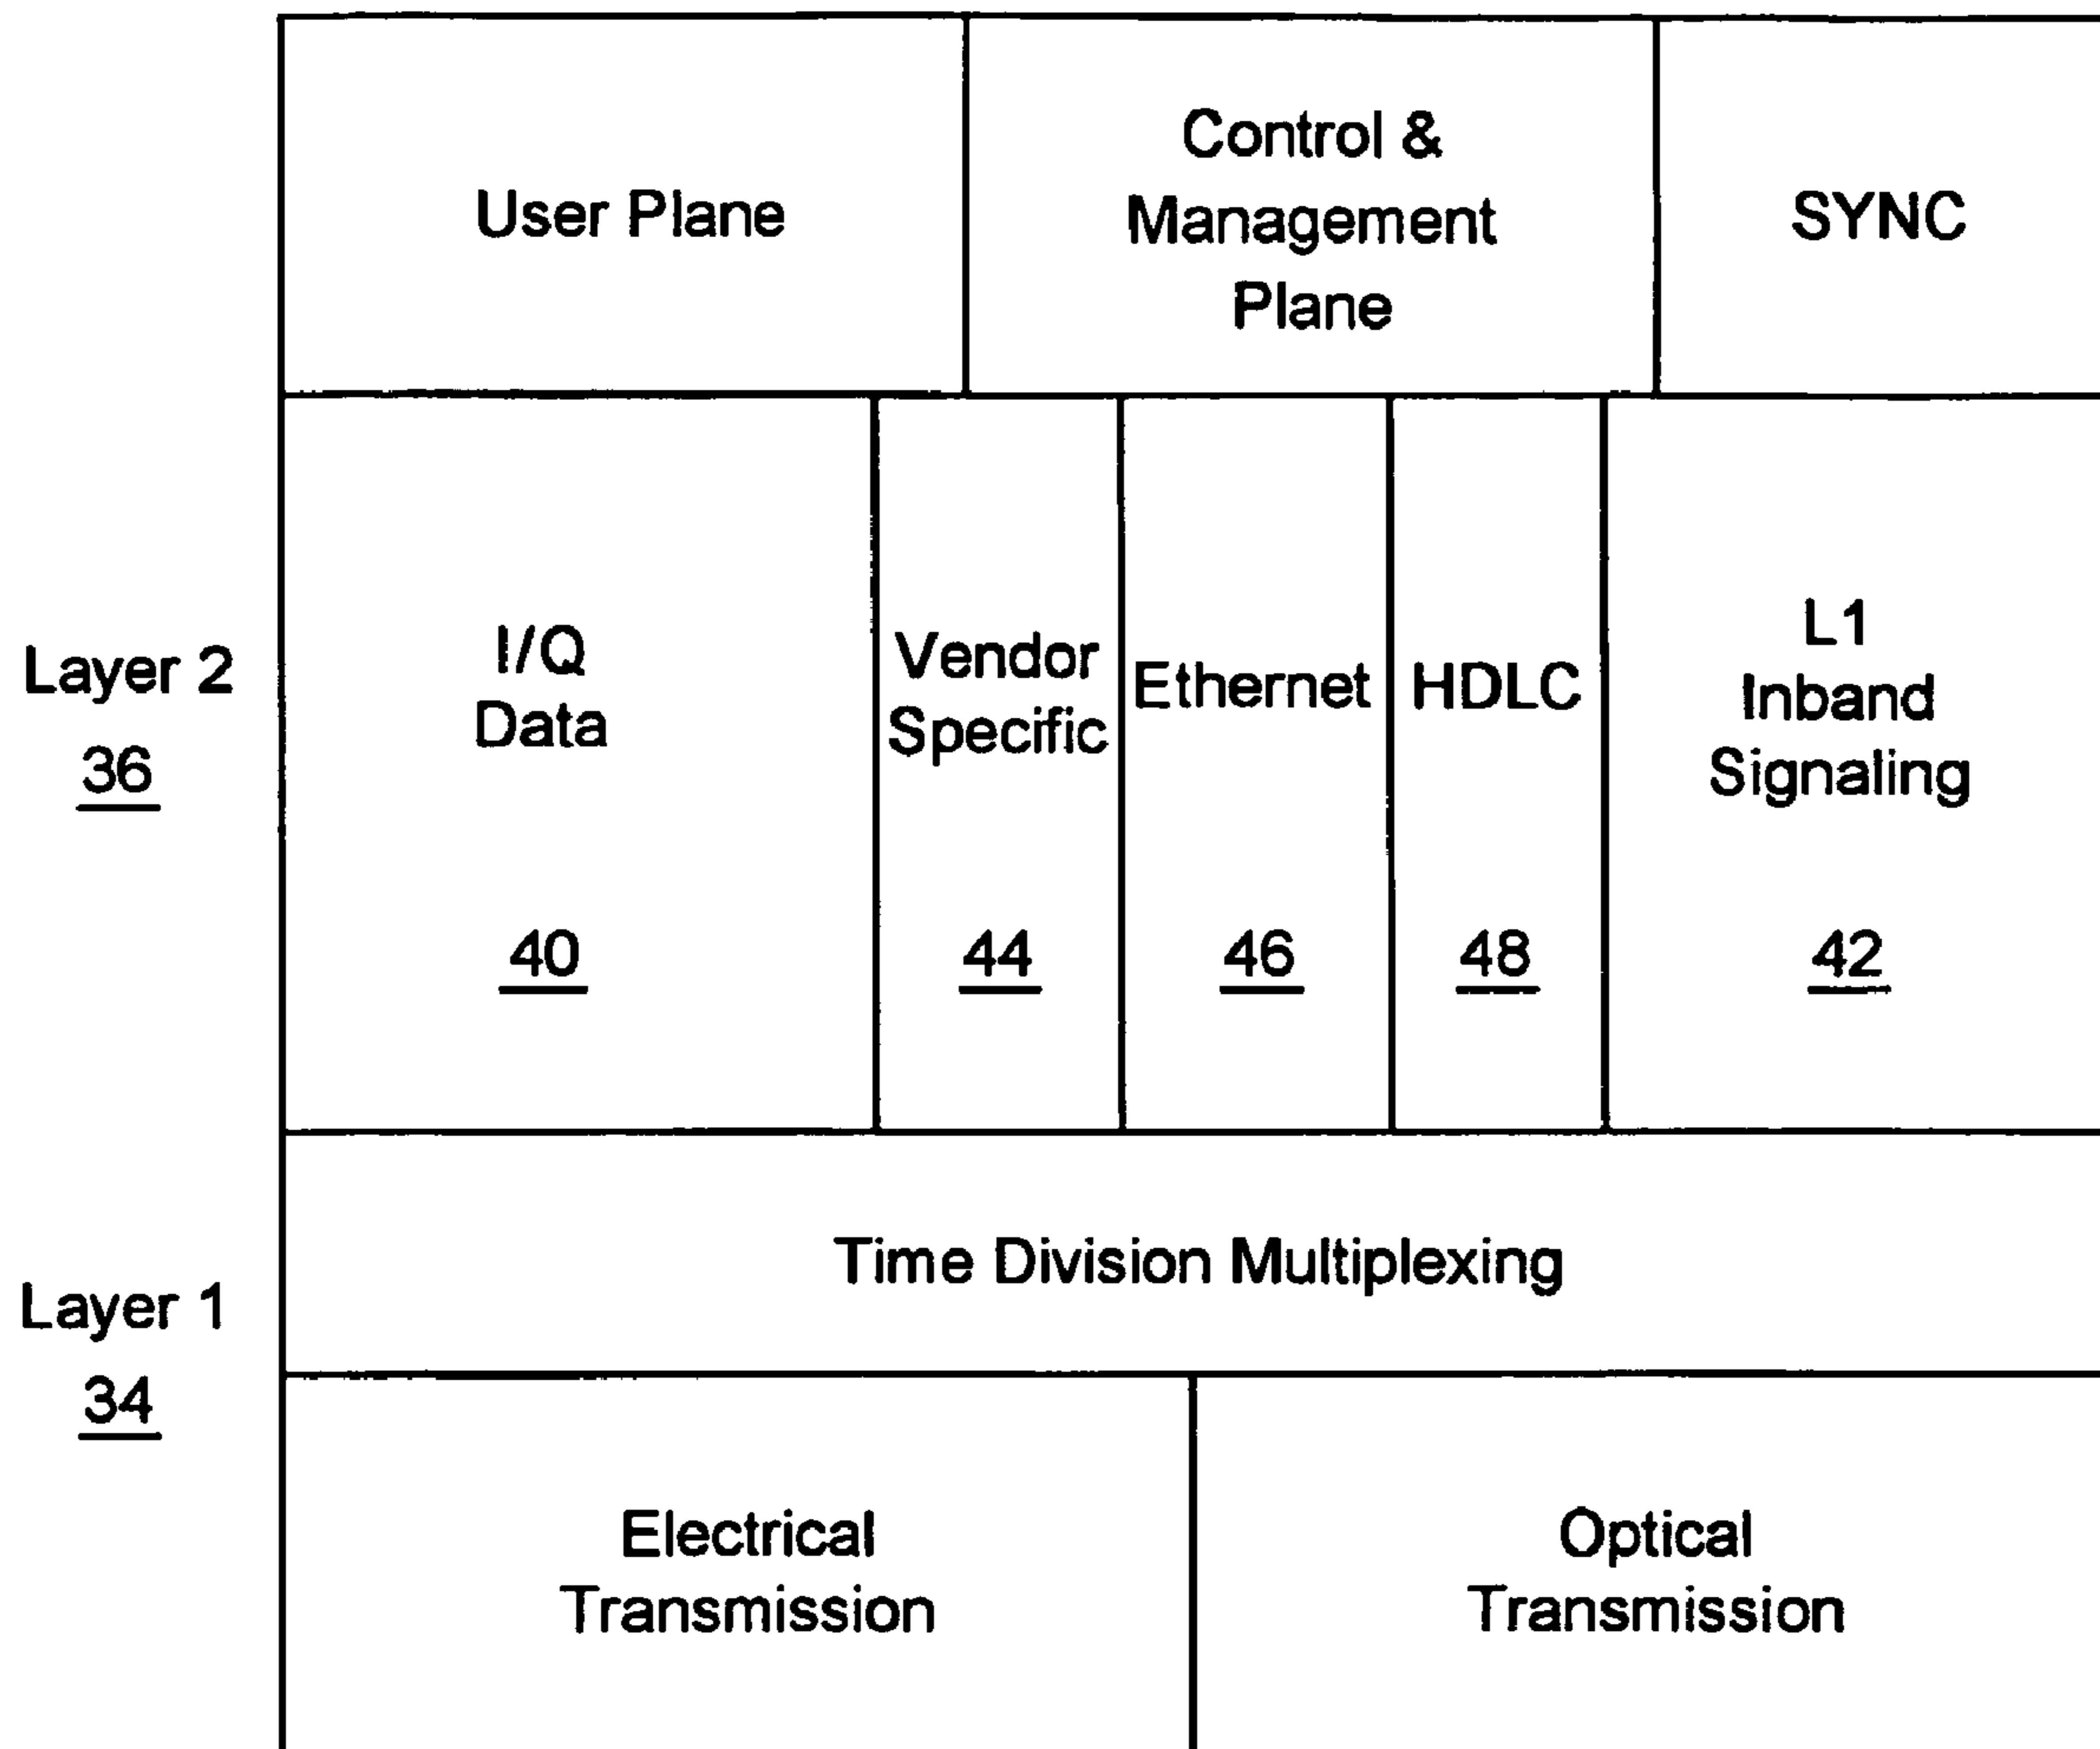 User Plane
Control &
Management
Plane
SYNC
Layer 2
36
I/Q
Data
40
Vendor
Specific
44
Ethernet
46
HDLC
48
L1
Inband
Signaling
42
Layer 1
34
Time Division Multiplexing
Electrical
Transmission
Optical
Transmission